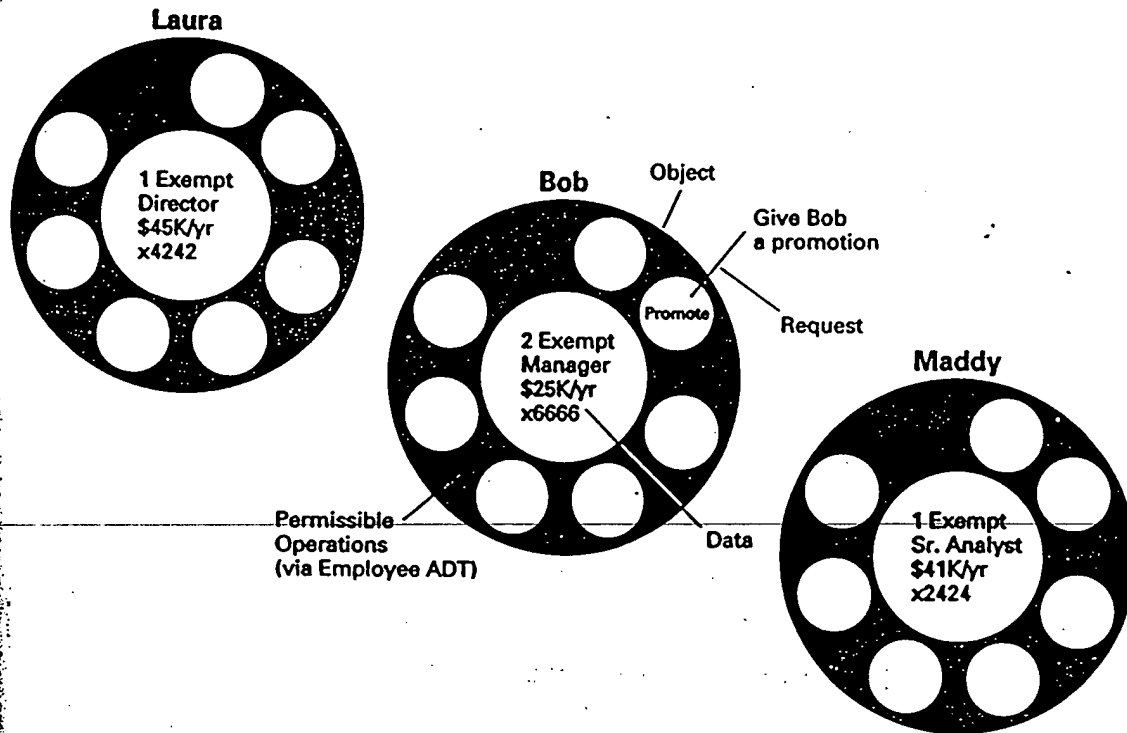 Laura
1 Exempt
Director
$45K/yr
x4242
Bob
Object
Give Bob
a promotion
Promote
Request
2 Exempt
Manager
$25K/yr
x6666
Permissible
Operations
(via Employee ADT)
Data
Maddy
1 Exempt
Sr. Analyst
$41K/yr
x2424